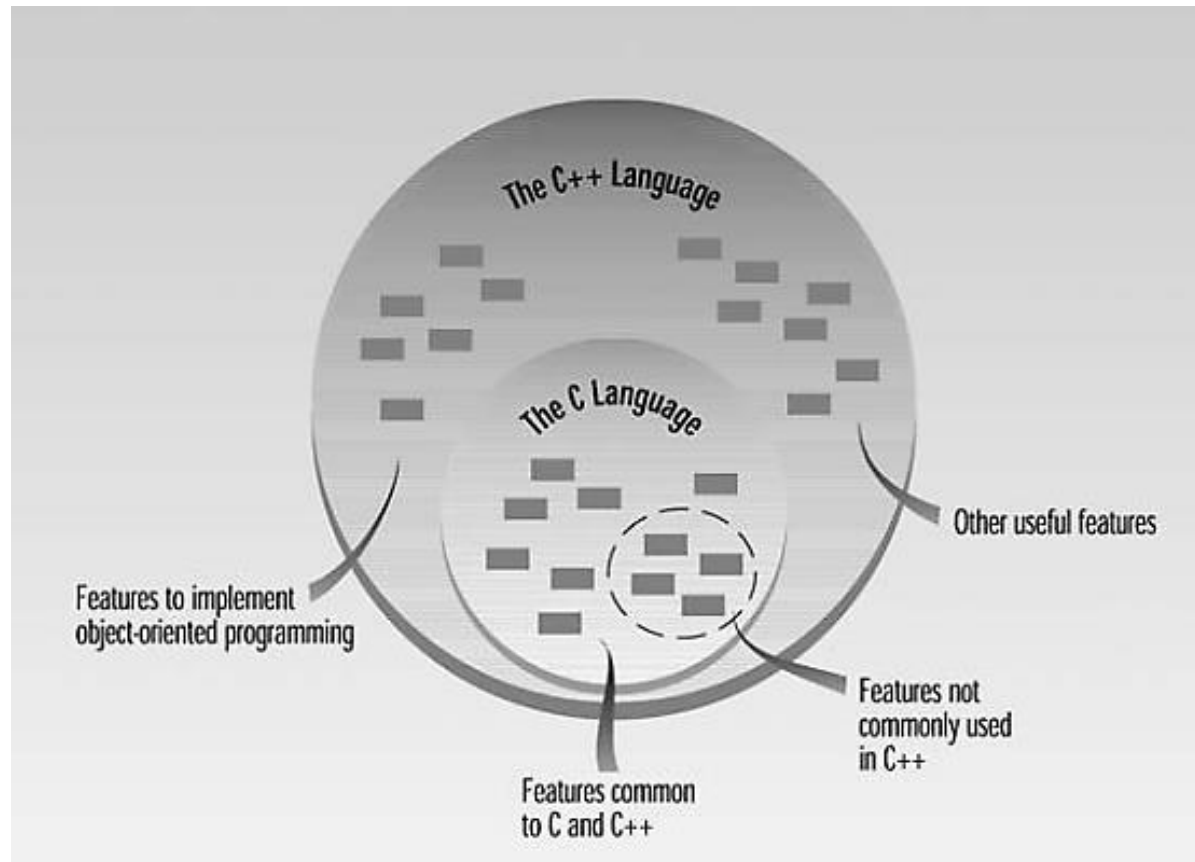 The C++ Language
The C Language
Other useful features
Features to implement
object-oriented programming
Features not
commonly used
in C++
Features common
to C and C++